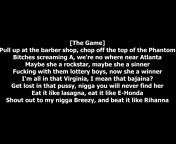 [The Game]
Pull up at the barber shop, chop off the top of the Phantom
Bitches screaming A, we're no where near Atlanta
Maybe she a rockstar, maybe she a sinner
Fucking with them lottery boys, now she a winner
I'm all in that Virginia, I mean that bajaina?
Get lost in that pussy, nigga you will never find her
Eat it like lasagna, eat it like E-Honda
Shout out to my nigga Breezy, and beat it like Rihanna